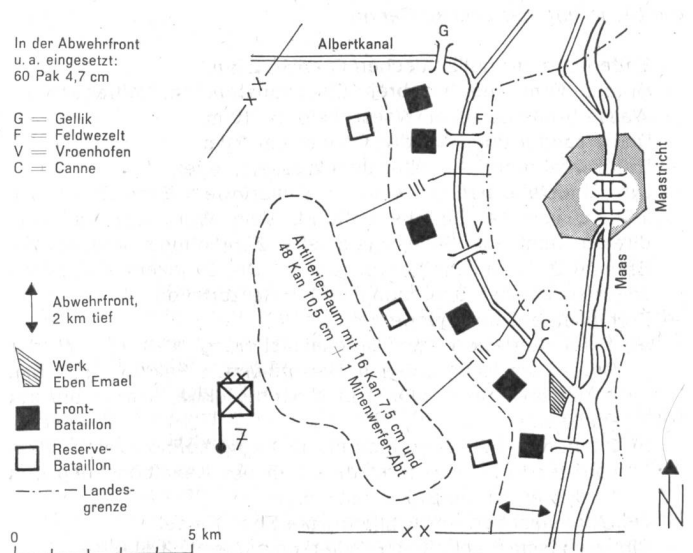 In der Abwehrfront
u. a. eingesetzt:
60 Pak 4,7 cm
G = Gellik
F = Feldwezelt
V = Vroenhofen
C = Canne
Albertkanal
G
F
V
C
Maastricht
Maas
Artillerie-Raum mit 16 Kan 7,5 cm und
48 Kan 10,5 cm + 1 Minenwerfer-Abt
Abwehrfront,
2 km tief
Werk
Eben Emael
Front-
Bataillon
Reserve-
Bataillon
Landes-
grenze
7
0 5 km
N